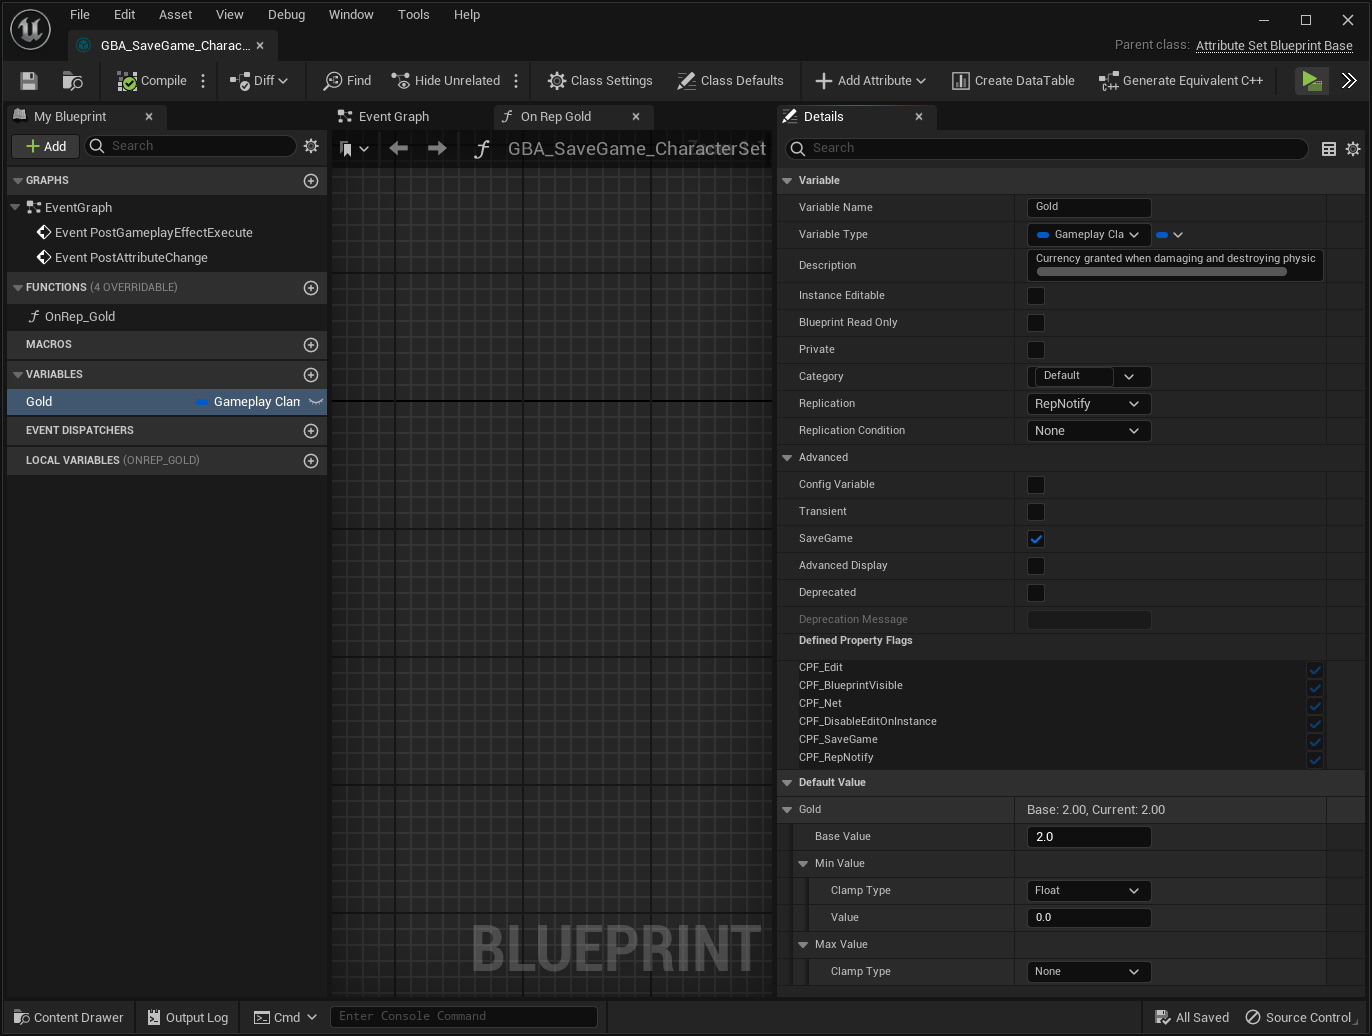 File Edit Asset View Debug Window Tools Help
GBA_SaveGame_Charac...
Parent class: Attribute Set Blueprint Base
Compile Diff Find Hide Unrelated Class Settings Class Defaults Add Attribute Create DataTable Generate Equivalent C++
My Blueprint
Add Search
GRAPHS
EventGraph
Event PostGameplayEffectExecute
Event PostAttributeChange
FUNCTIONS (4 OVERRIDABLE)
OnRep_Gold
MACROS
VARIABLES
Gold Gameplay Clam
EVENT DISPATCHERS
LOCAL VARIABLES (ONREP_GOLD)
Event Graph On Rep Gold
GBA_SaveGame_CharacterSet
BLUEPRINT
Details
Search
Variable
Variable Name Gold
Variable Type Gameplay Cla
Description Currency granted when damaging and destroying physic
Instance Editable
Blueprint Read Only
Private
Category Default
Replication RepNotify
Replication Condition None
Advanced
Config Variable
Transient
SaveGame
Advanced Display
Deprecated
Deprecation Message
Defined Property Flags
CPF_Edit
CPF_BlueprintVisible
CPF_Net
CPF_DisableEditOnInstance
CPF_SaveGame
CPF_RepNotify
Default Value
Gold Base: 2.00, Current: 2.00
Base Value 2.0
Min Value
Clamp Type Float
Value 0.0
Max Value
Clamp Type None
Content Drawer Output Log Cmd Enter Console Command All Saved Source Control